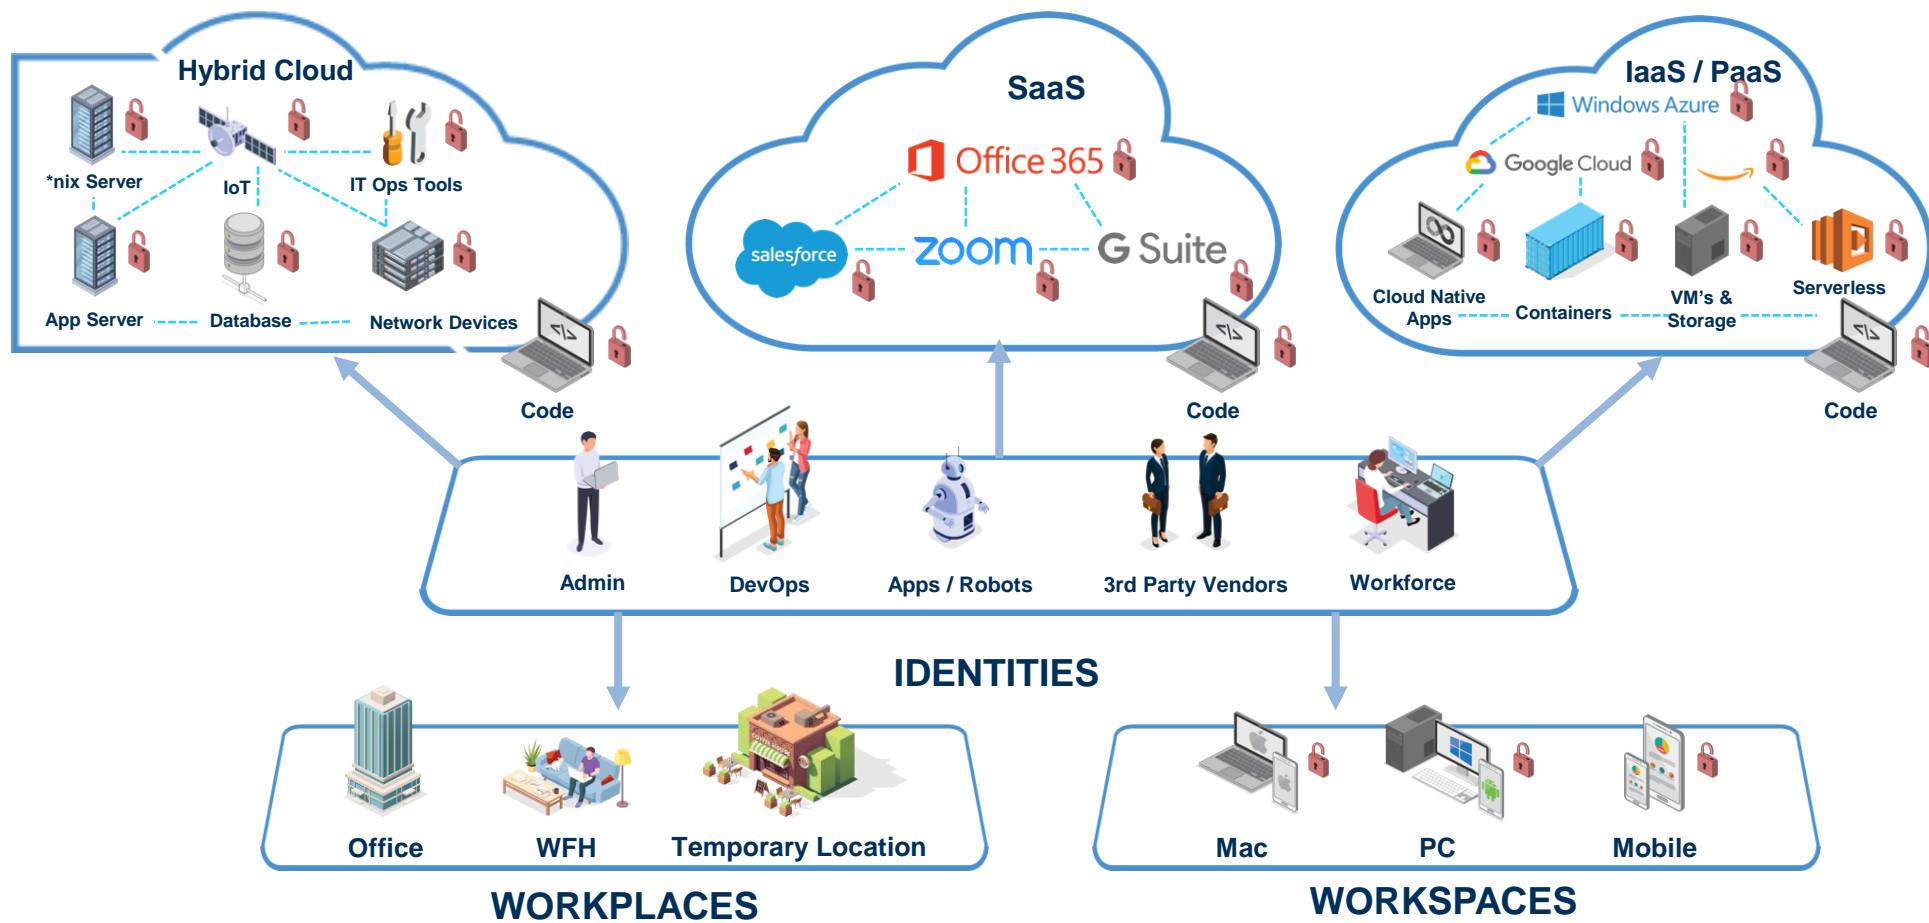 Hybrid Cloud
*nix Server
IoT
IT Ops Tools
App Server
Database
Network Devices
Code
SaaS
Office 365
salesforce
zoom
G Suite
Code
IaaS / PaaS
Windows Azure
Google Cloud
Cloud Native
Apps
Containers
VM's &
Storage
Serverless
Code
Admin
DevOps
Apps / Robots
3rd Party Vendors
Workforce
IDENTITIES
COFFEE HOUSE
Office
WFH
Temporary Location
WORKPLACES
Mac
PC
Mobile
WORKSPACES